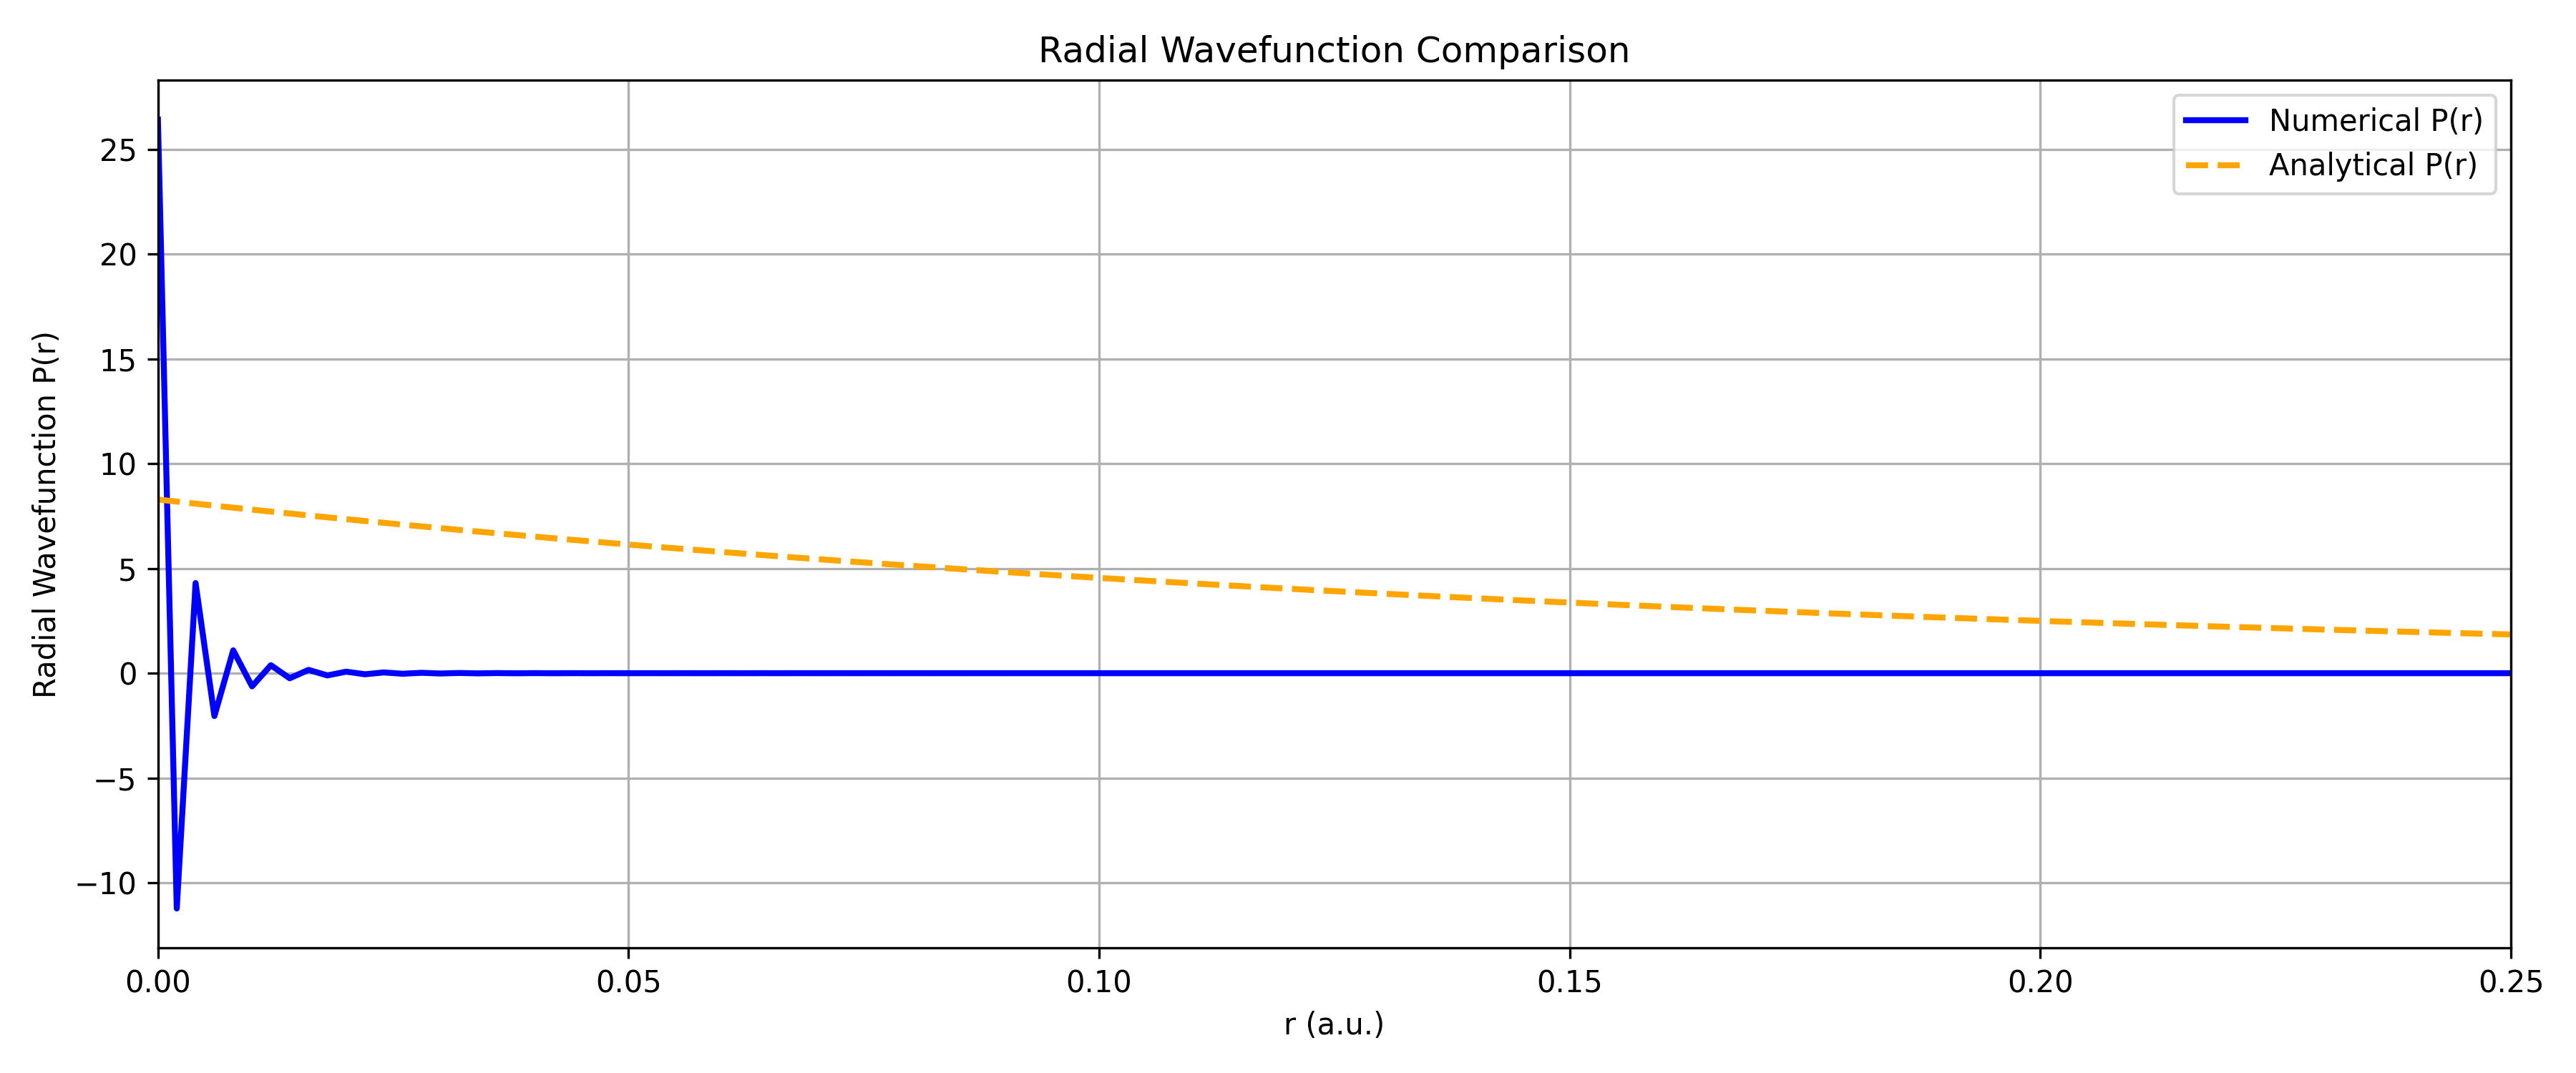 Radial Wavefunction Comparison
Numerical P(r)
Analytical P(r)
Radial Wavefunction P(r)
25
20
15
10
5
0
−5
−10
0.00 0.05 0.10 0.15 0.20 0.25
r (a.u.)